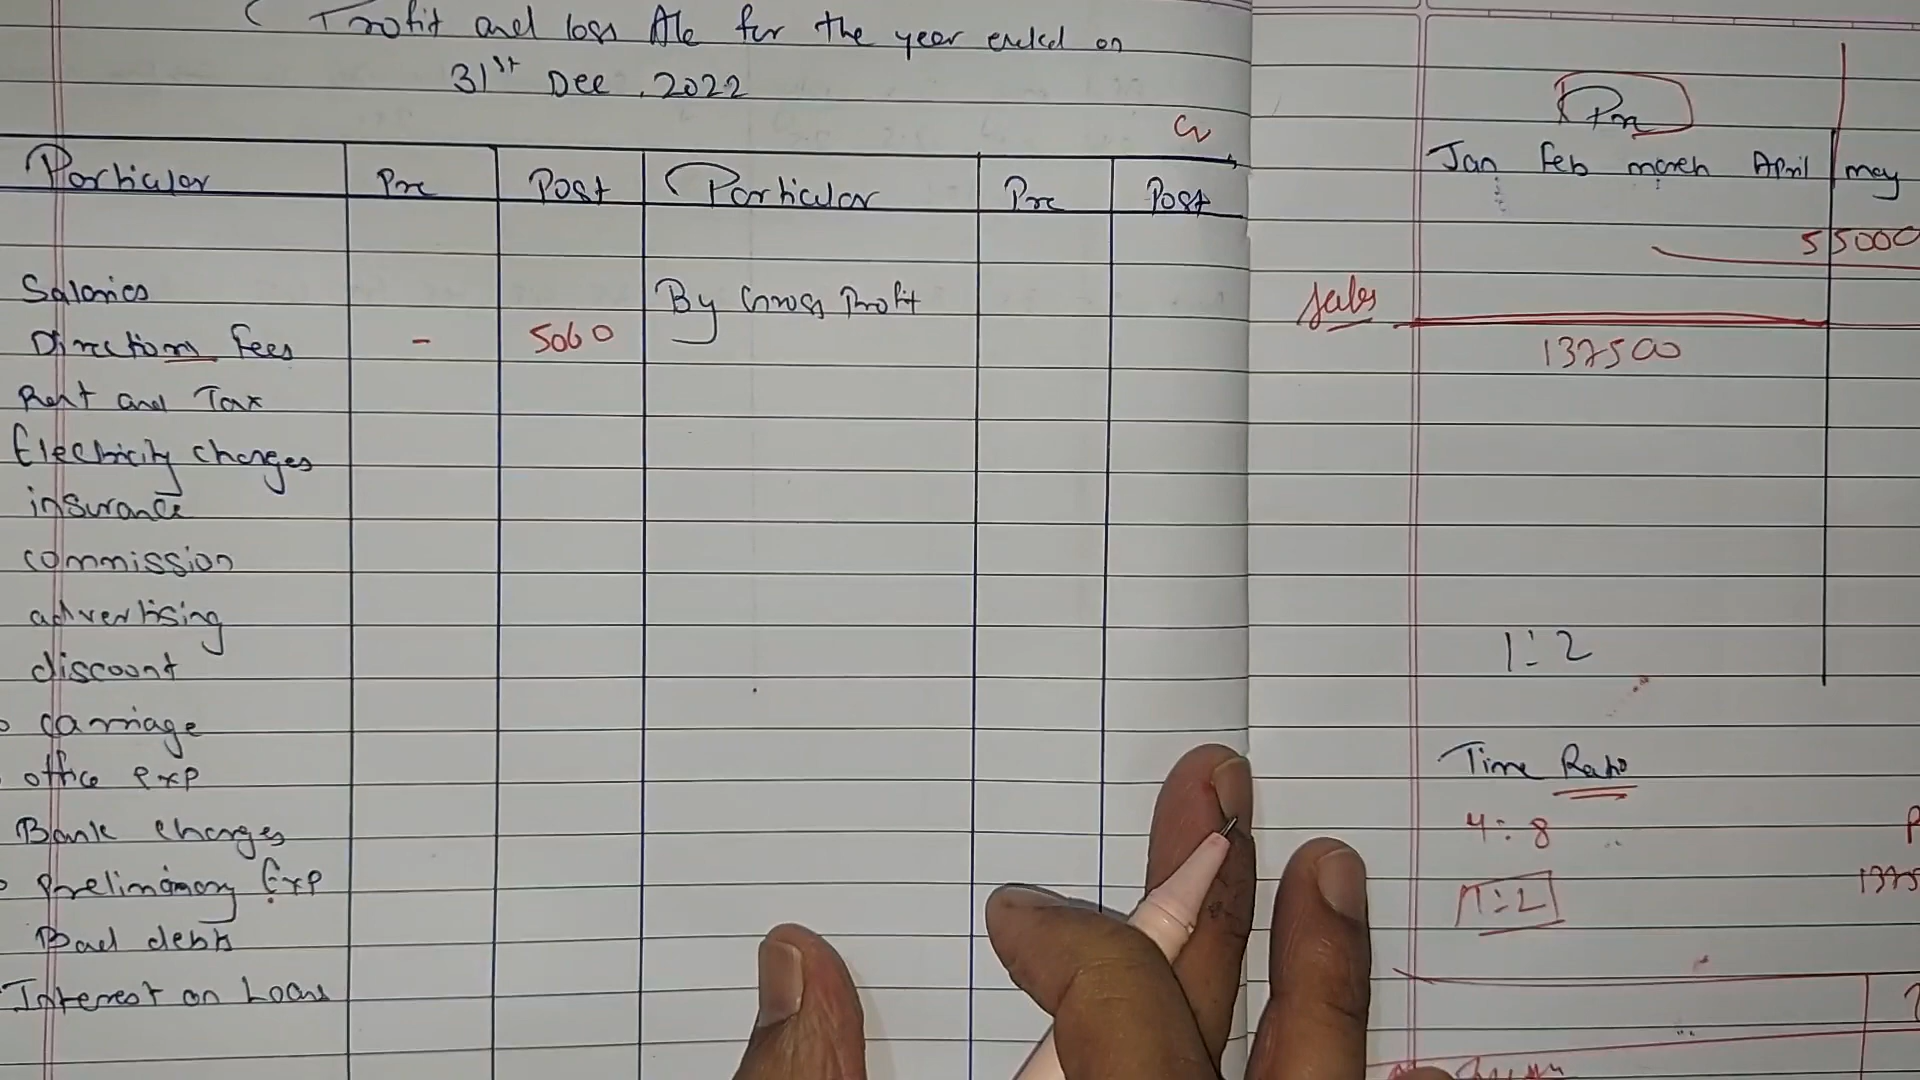 Profit and loss A/c for the year ended on
31st Dec, 2022
Cr
Particular Pre Post Particular Pre Post
Salaries By Gross Profit
Directors Fees - 5060
Rent and Tax
Electricity charges
insurance
commission
advertising
discount
carriage
office exp
Bank charges
Preliminary Exp
Bad debts
Interest on Loans
Pre
Jan Feb march April may
55000
Sales
137500
1:2
Time Ratio
4:8
1:2